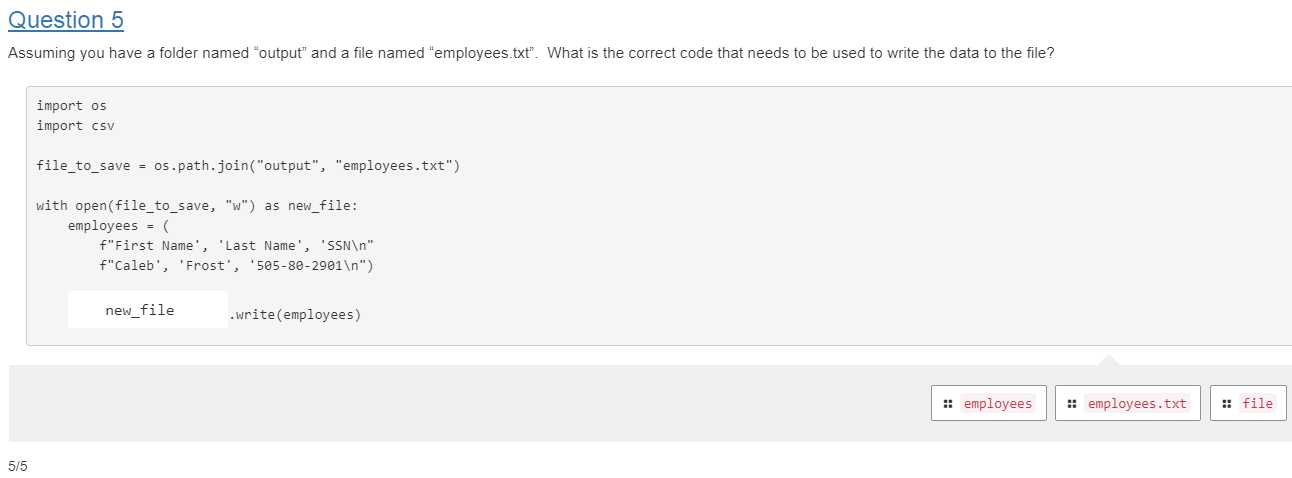 Question 5
Assuming you have a folder named “output” and a file named “employees.txt”.  What is the correct code that needs to be used to write the data to the file?
import os
import csv
file_to_save = os.path.join("output", "employees.txt")
with open(file_to_save, "w") as new_file:
    employees = (
        f"First Name', 'Last Name', 'SSN\n"
        f"Caleb', 'Frost', '505-80-2901\n")
    new_file .write(employees)
employees employees.txt file
5/5